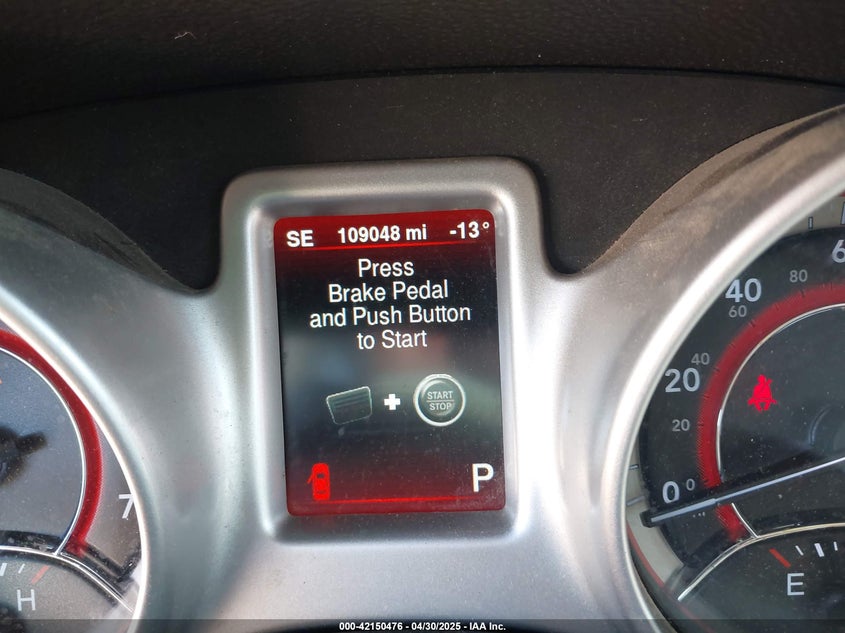 SE 109048 mi -13°
Press
Brake Pedal
and Push Button
to Start
START
STOP
P
7
H
0
20
40
20
40
60
80
E
000-42150476 - 04/30/2025 - IAA Inc.